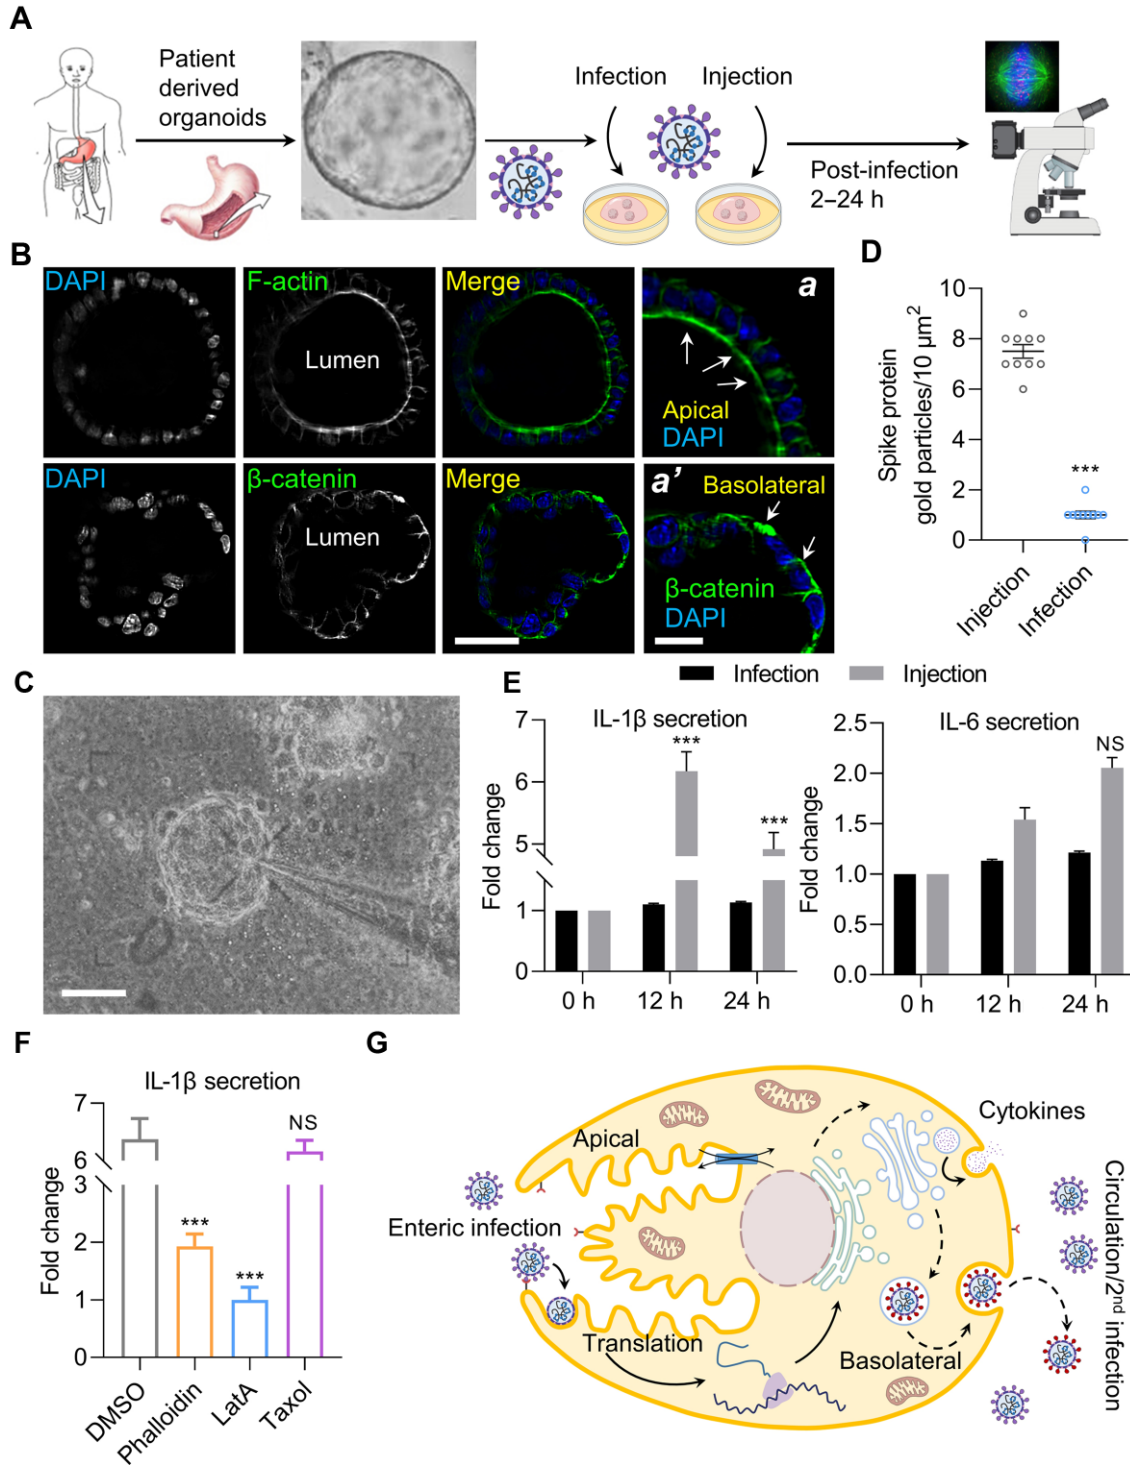 A
Patient
derived
organoids
Infection
Injection
Post-infection
2–24 h
B
DAPI
F-actin
Lumen
Merge
a
Apical
DAPI
DAPI
β-catenin
Lumen
Merge
a’
Basolateral
β-catenin
DAPI
D
Spike protein
gold particles/10 µm²
10
8
6
4
2
0
***
Injection
Infection
C
E
Infection
Injection
IL-1β secretion
Fold change
7
6
5
1
0
***
***
0 h
12 h
24 h
IL-6 secretion
Fold change
2.5
2.0
1.5
1.0
0.5
0.0
NS
0 h
12 h
24 h
F
IL-1β secretion
Fold change
7
6
3
2
1
0
***
***
NS
DMSO
Phalloidin
LatA
Taxol
G
Apical
Enteric infection
Translation
Basolateral
Cytokines
Circulation/2nd infection